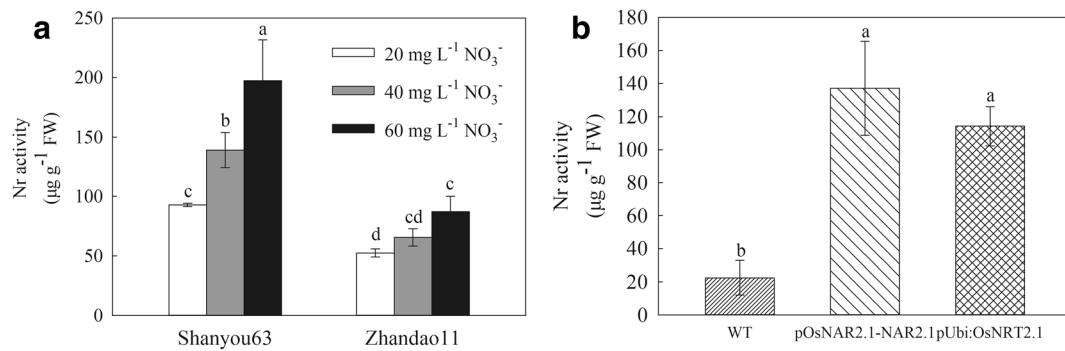 a
250
200
150
100
50
0
Nr activity
(µg g⁻¹ FW)
20 mg L⁻¹ NO₃⁻
40 mg L⁻¹ NO₃⁻
60 mg L⁻¹ NO₃⁻
c
b
a
d
cd
c
Shanyou63
Zhandao11
b
180
160
140
120
100
80
60
40
20
0
Nr activity
(µg g⁻¹ FW)
b
a
a
WT
pOsNAR2.1-NAR2.1
pUbi:OsNRT2.1